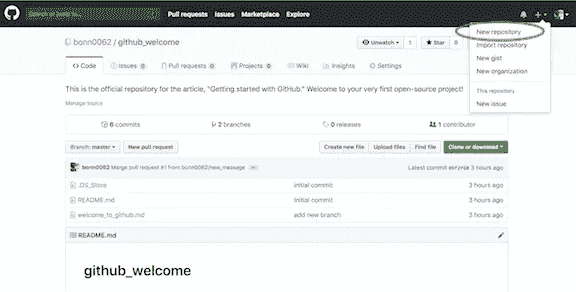 Search or jump to...
Pull requests Issues Marketplace Explore
New repository
Import repository
New gist
New organization
This repository
New issue
bonn0062 / github_welcome
Unwatch 1 Star 0
Code Issues 0 Pull requests 0 Projects 0 Wiki Insights Settings
This is the official repository for the article, "Getting started with GitHub." Welcome to your very first open-source project!
Manage topics
6 commits 2 branches 0 releases 1 contributor
Branch: master New pull request Create new file Upload files Find file Clone or download
bonn0062 Merge pull request #1 from bonn0062/new_message Latest commit 3 hours ago
.DS_Store initial commit 3 hours ago
README.md initial commit 3 hours ago
welcome_to_github.md add new branch 3 hours ago
README.md
github_welcome